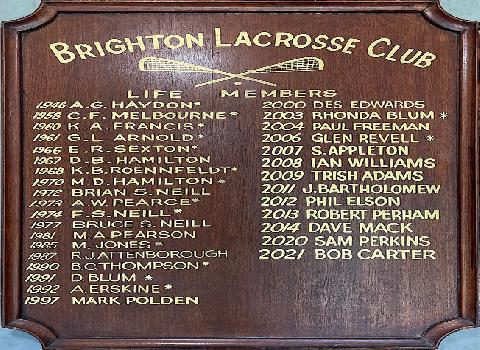 BRIGHTON LACROSSE CLUB
LIFE MEMBERS
1946 A.G. HAYDON*
1958 C.F. MELBOURNE*
1960 K.A. FRANCIS*
1961 G.L. ARNOLD*
1966 E.R. SEXTON*
1967 D.B. HAMILTON
1968 K.B. ROENNFELDT*
1970 M.D. HAMILTON*
1972 BRIAN S. NEILL
1973 A.W. PEARCE*
1974 F.S. NEILL*
1977 BRUCE S. NEILL
1981 M.A. PEARSON
1985 M. JONES*
1987 R.J. ATTENBOROUGH
1990 B.C. THOMPSON*
1991 D. BLUM *
1992 A. ERSKINE*
1997 MARK POLDEN
2000 DES EDWARDS
2003 RHONDA BLUM *
2004 PAUL FREEMAN
2006 GLEN REVELL *
2007 S. APPLETON
2008 IAN WILLIAMS
2009 TRISH ADAMS
2011 J. BARTHOLOMEW
2012 PHIL ELSON
2013 ROBERT PERHAM
2014 DAVE MACK
2020 SAM PERKINS
2021 BOB CARTER